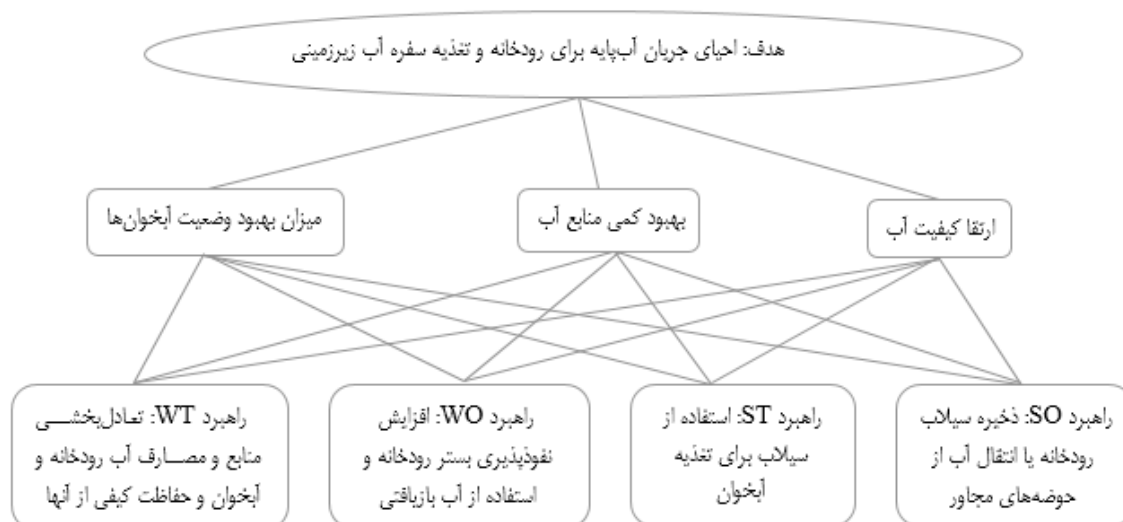 هدف: احیای جریان آب‌پایه برای رودخانه و تغذیه سفره آب زیرزمینی
ارتقا کیفیت آب
بهبود کمی منابع آب
میزان بهبود وضعیت آبخوان‌ها
راهبرد SO: ذخیره سیلاب
رودخانه یا انتقال آب از
حوضه‌های مجاور
راهبرد ST: استفاده از
سیلاب برای تغذیه
آبخوان
راهبرد WO: افزایش
نفوذپذیری بستر رودخانه و
استفاده از آب بازیافتی
راهبرد WT: تعادل‌بخشی
منابع و مصارف آب رودخانه و
آبخوان و حفاظت کیفی از آنها